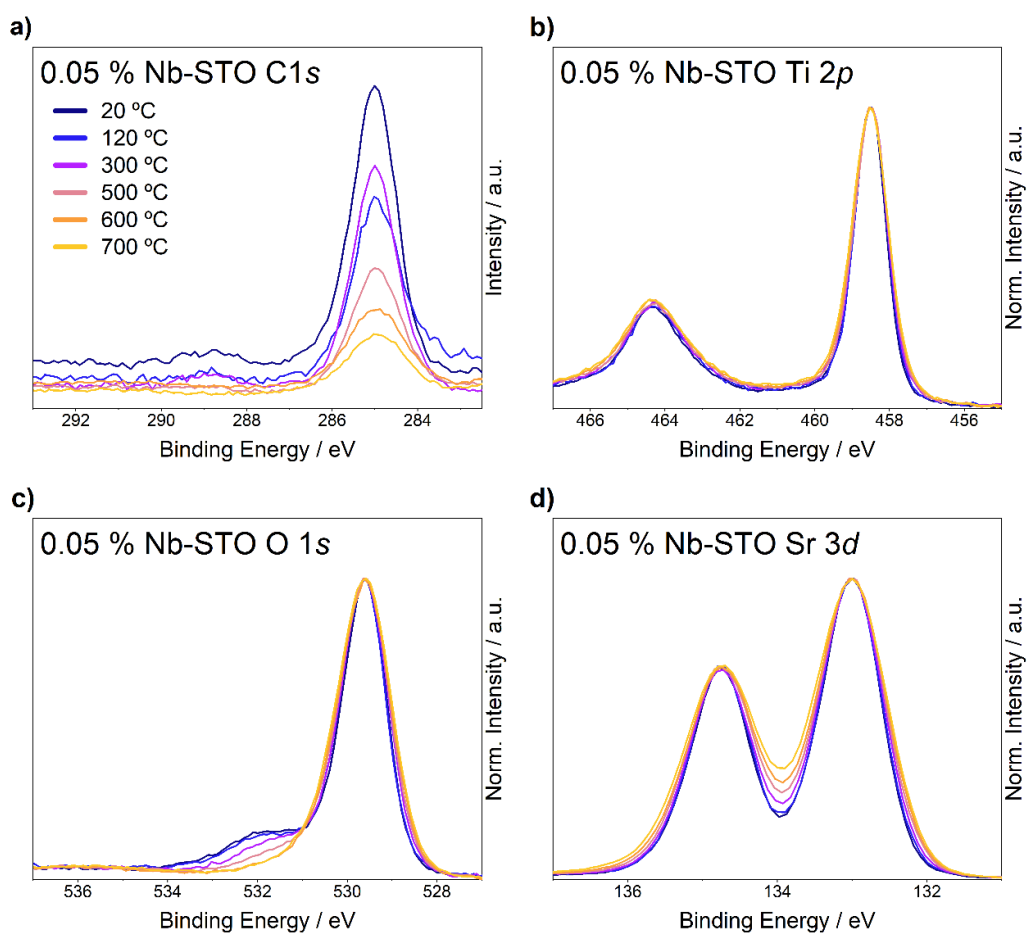 a)
0.05 % Nb-STO C1s
20 ºC
120 ºC
300 ºC
500 ºC
600 ºC
700 ºC
Intensity / a.u.
292 290 288 286 284
Binding Energy / eV
b)
0.05 % Nb-STO Ti 2p
Norm. Intensity / a.u.
466 464 462 460 458 456
Binding Energy / eV
c)
0.05 % Nb-STO O 1s
Norm. Intensity / a.u.
536 534 532 530 528
Binding Energy / eV
d)
0.05 % Nb-STO Sr 3d
Norm. Intensity / a.u.
136 134 132
Binding Energy / eV